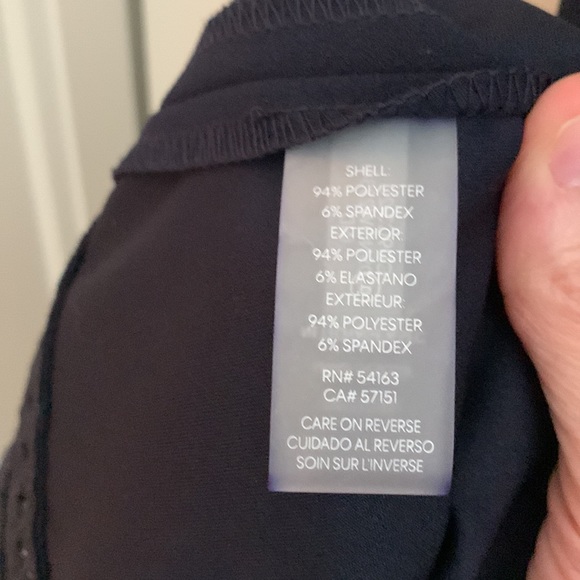 SHELL:
94% POLYESTER
6% SPANDEX
EXTERIOR:
94% POLIESTER
6% ELASTANO
EXTÉRIEUR:
94% POLYESTER
6% SPANDEX
RN# 54163
CA# 57151
CARE ON REVERSE
CUIDADO AL REVERSO
SOIN SUR L'INVERSE